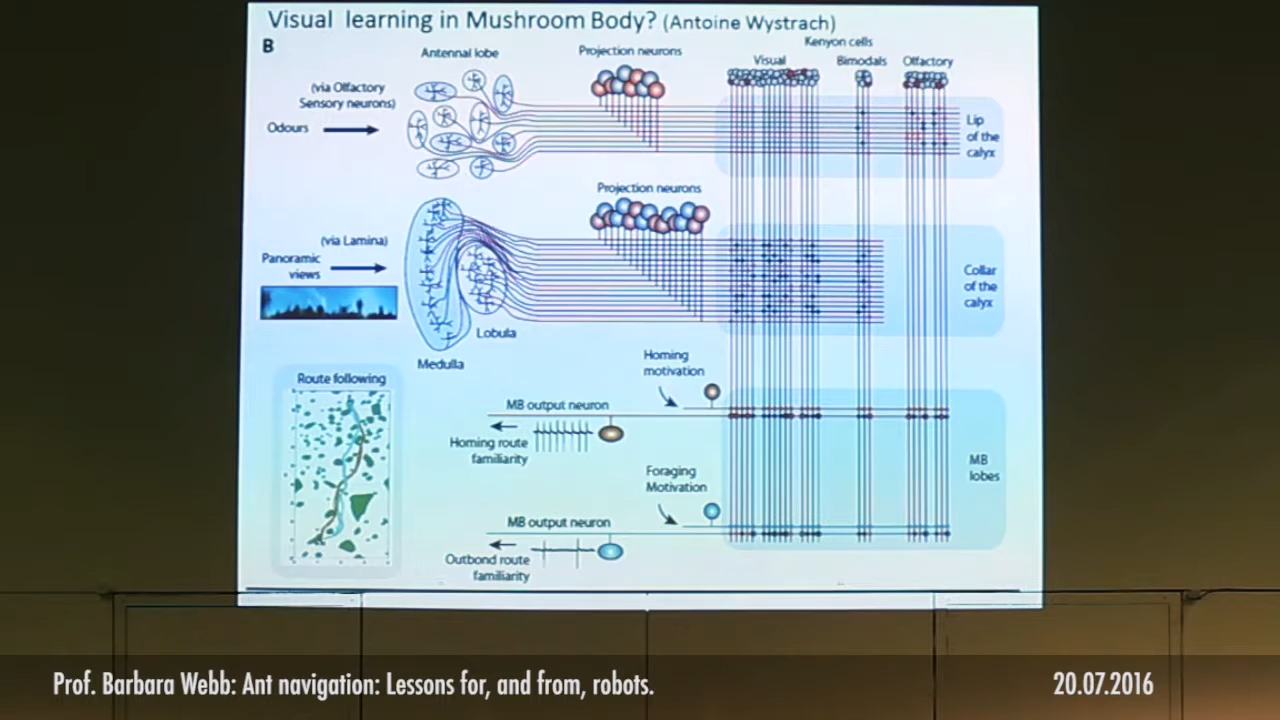 Visual learning in Mushroom Body? (Antoine Wystrach)
B
Antennal lobe
Projection neurons
Kenyon cells
Visual
Bimodals
Olfactory
(via Olfactory
Sensory neurons)
Odours
Lip
of the
calyx
Projection neurons
(via Lamina)
Panoramic
views
Collar
of the
calyx
Lobula
Medulla
Route following
Homing
motivation
MB output neuron
Homing route
familiarity
MB
lobes
Foraging
Motivation
MB output neuron
Outbond route
familiarity
Prof. Barbara Webb: Ant navigation: Lessons for, and from, robots.
20.07.2016